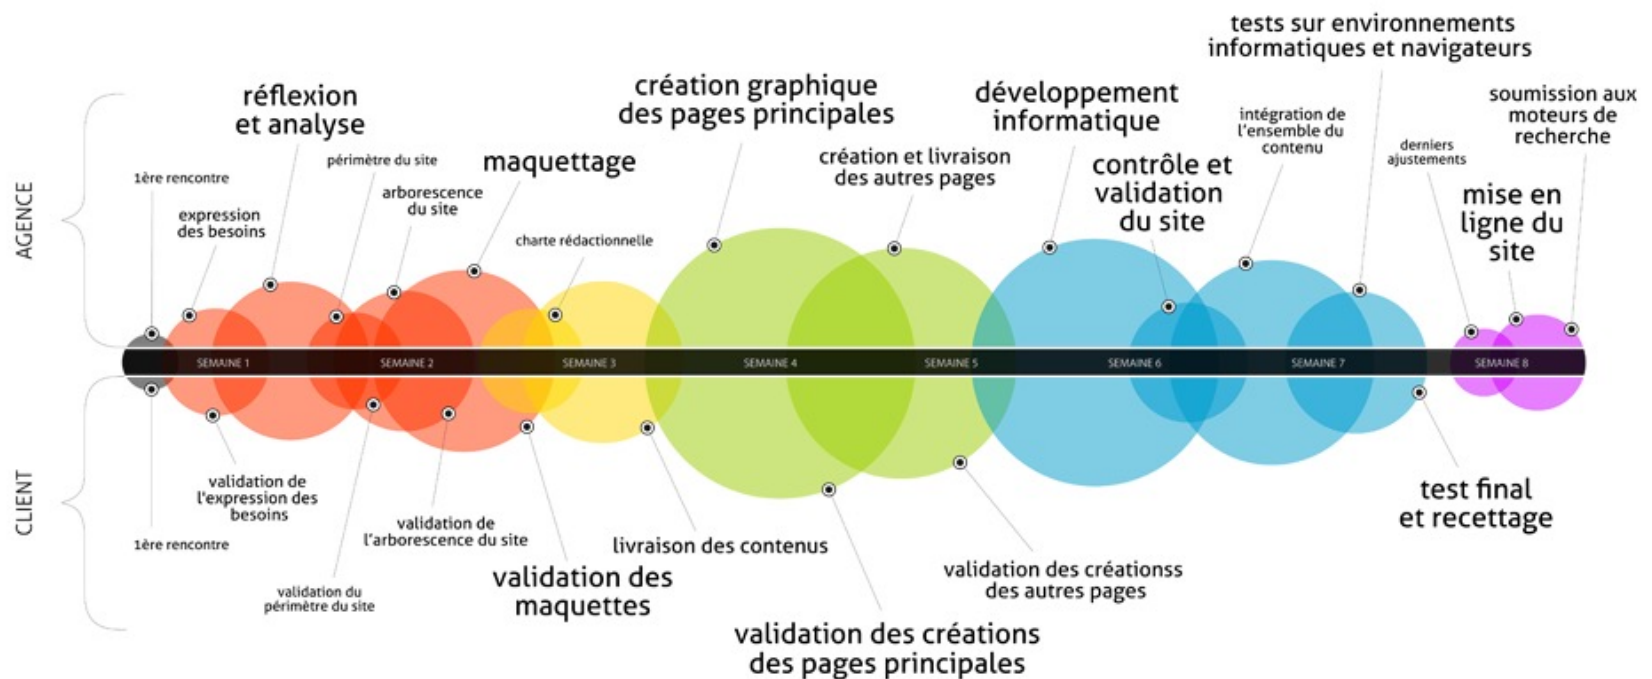 AGENCE
1ère rencontre
expression
des besoins
réflexion
et analyse
périmètre du site
arborescence
du site
maquettage
charte rédactionnelle
création graphique
des pages principales
création et livraison
des autres pages
développement
informatique
contrôle et
validation
du site
intégration de
l'ensemble du
contenu
tests sur environnements
informatiques et navigateurs
derniers
ajustements
mise en
ligne du
site
soumission aux
moteurs de
recherche
SEMAINE 1
SEMAINE 2
SEMAINE 3
SEMAINE 4
SEMAINE 5
SEMAINE 6
SEMAINE 7
SEMAINE 8
CLIENT
1ère rencontre
validation de
l'expression des
besoins
validation du
périmètre du site
validation de
l'arborescence du site
validation des
maquettes
livraison des contenus
validation des créations
des pages principales
validation des créationss
des autres pages
test final
et recettage